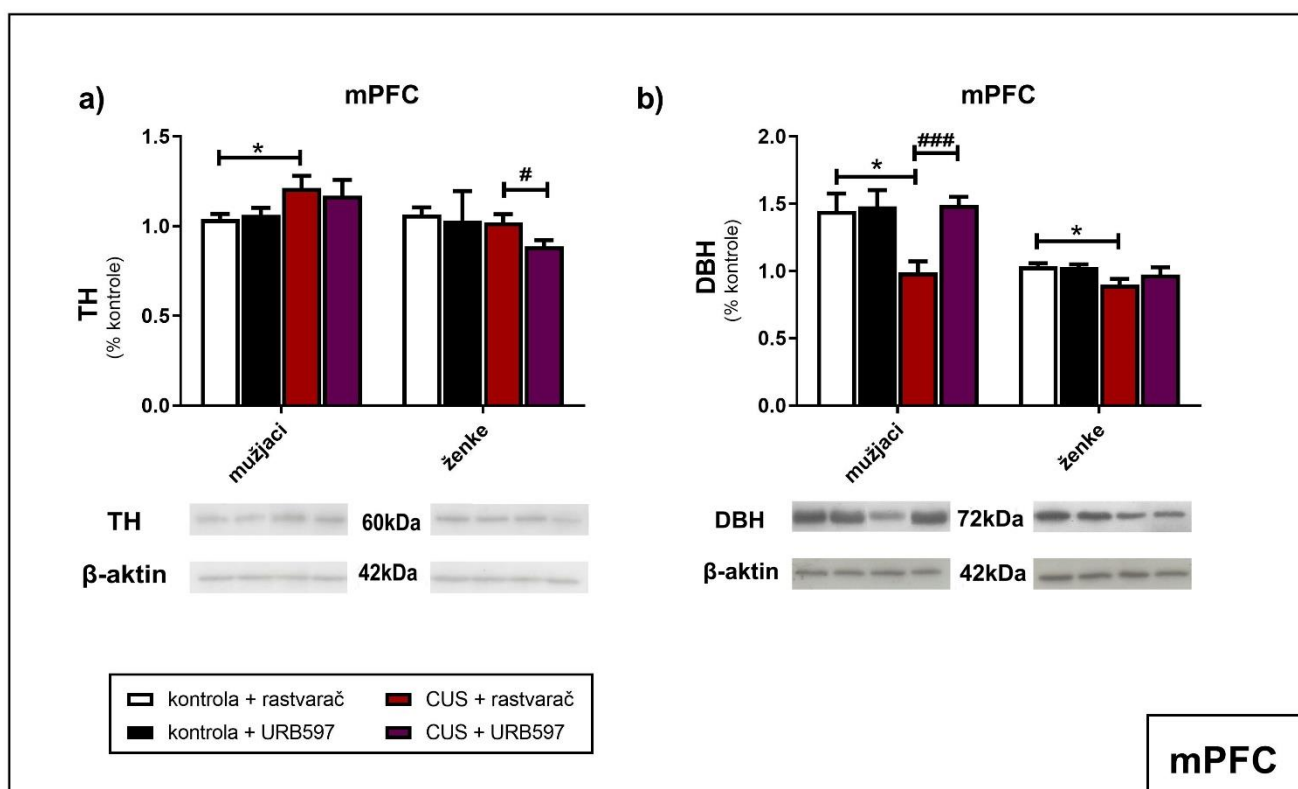 a)
mPFC
TH
(% kontrole)
1.5
1.0
0.5
0.0
*
#
mužjaci
ženke
TH
60kDa
β-aktin
42kDa
b)
mPFC
DBH
(% kontrole)
2.0
1.5
1.0
0.5
0.0
*
###
*
mužjaci
ženke
DBH
72kDa
β-aktin
42kDa
kontrola + rastvarač
CUS + rastvarač
kontrola + URB597
CUS + URB597
mPFC